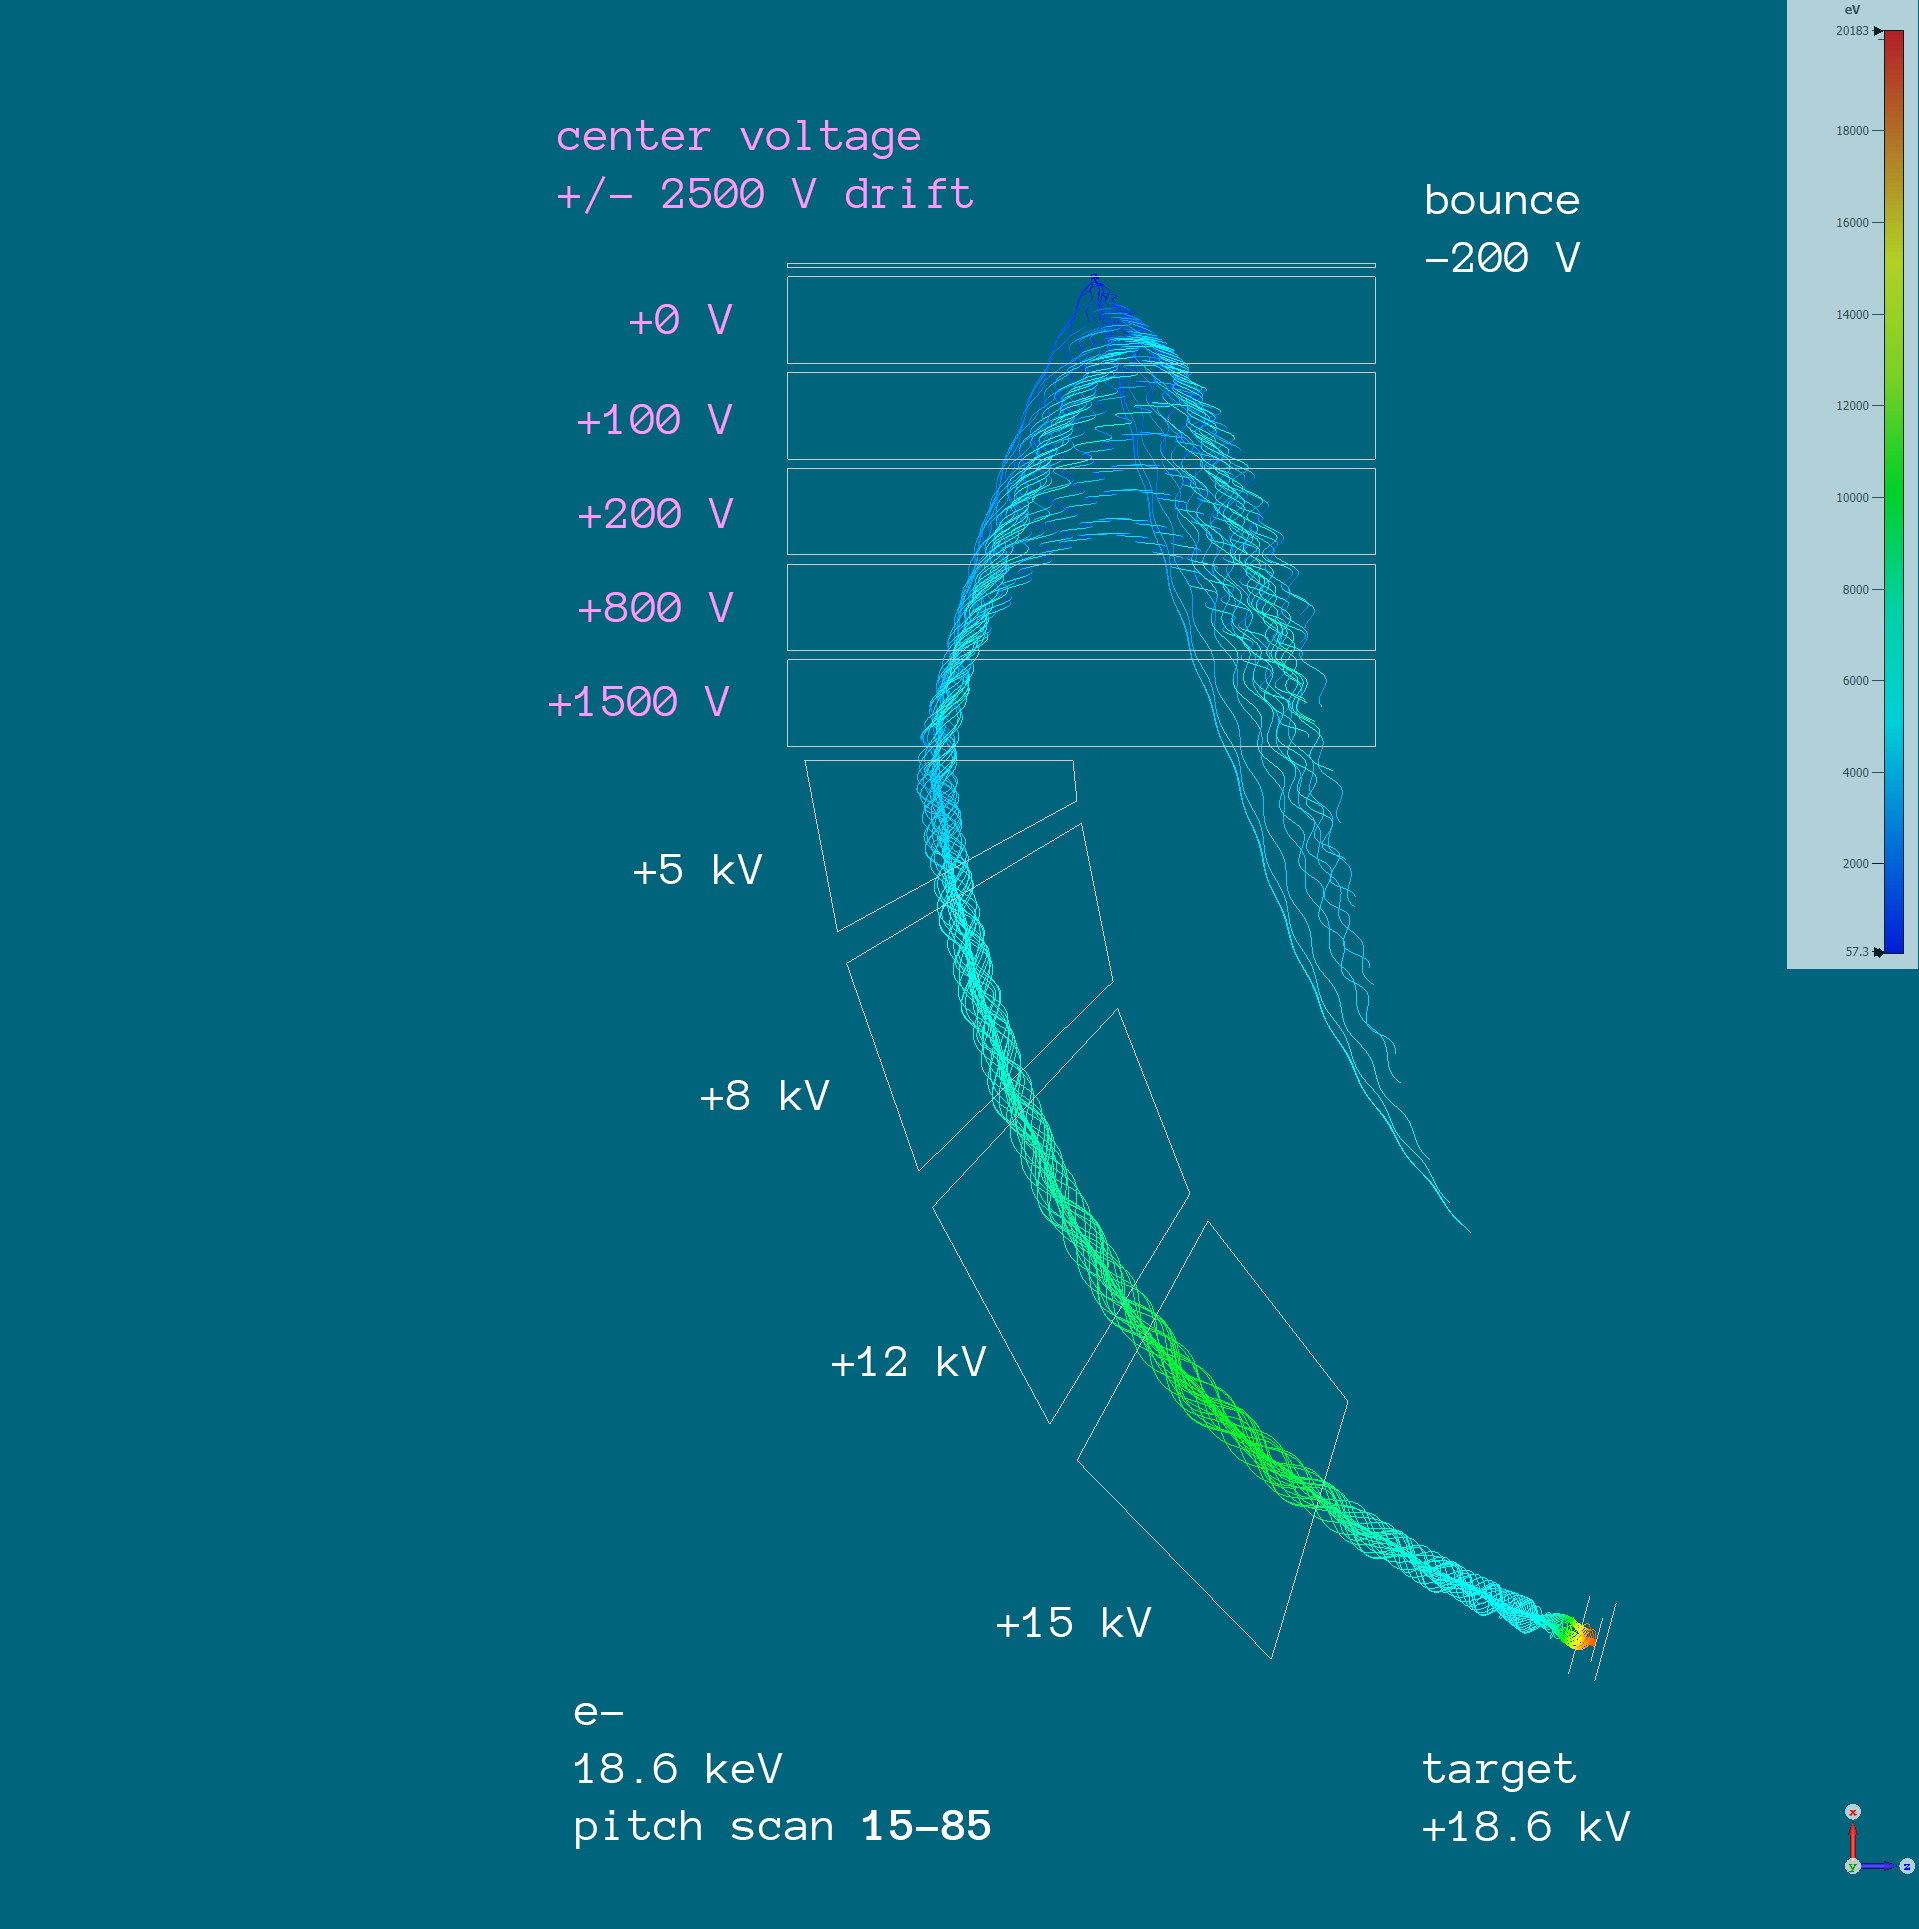 eV
20183
18000
16000
14000
12000
10000
8000
6000
4000
2000
57.3
center voltage
+/- 2500 V drift
bounce
-200 V
+0 V
+100 V
+200 V
+800 V
+1500 V
+5 kV
+8 kV
+12 kV
+15 kV
e-
18.6 keV
pitch scan 15-85
target
+18.6 kV
x
y
z